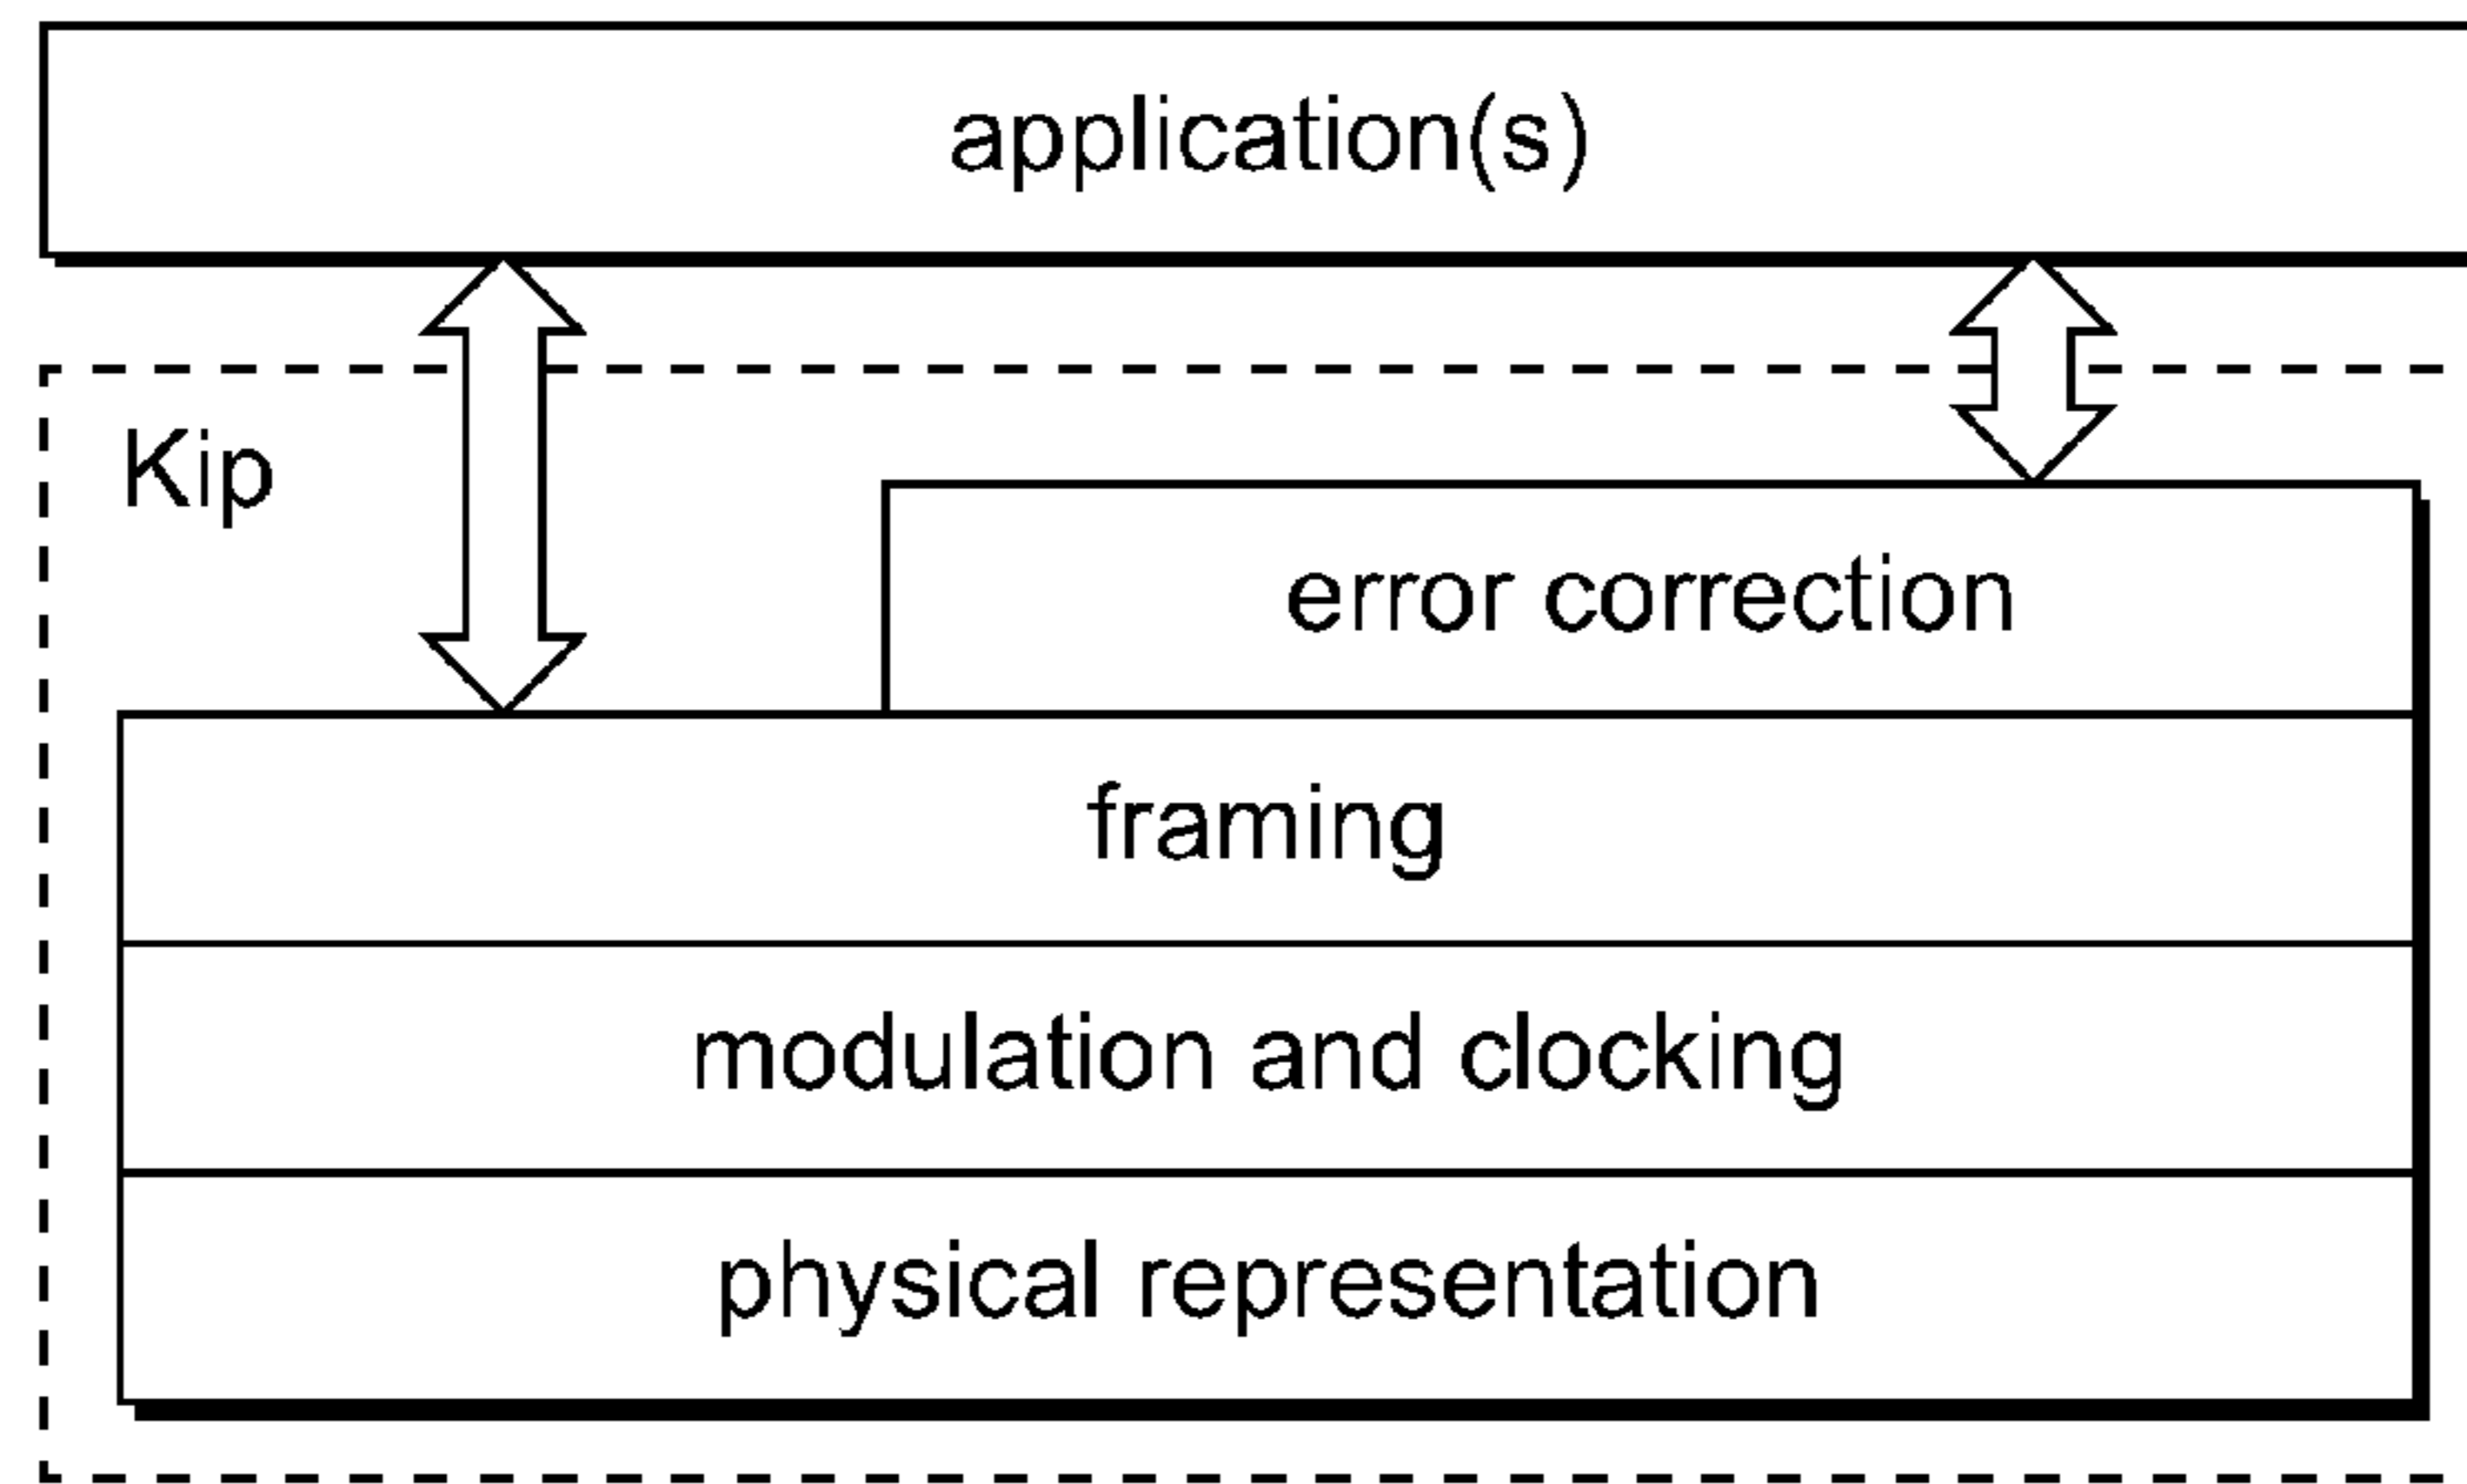 application(s)
Kip
error correction
framing
modulation and clocking
physical representation